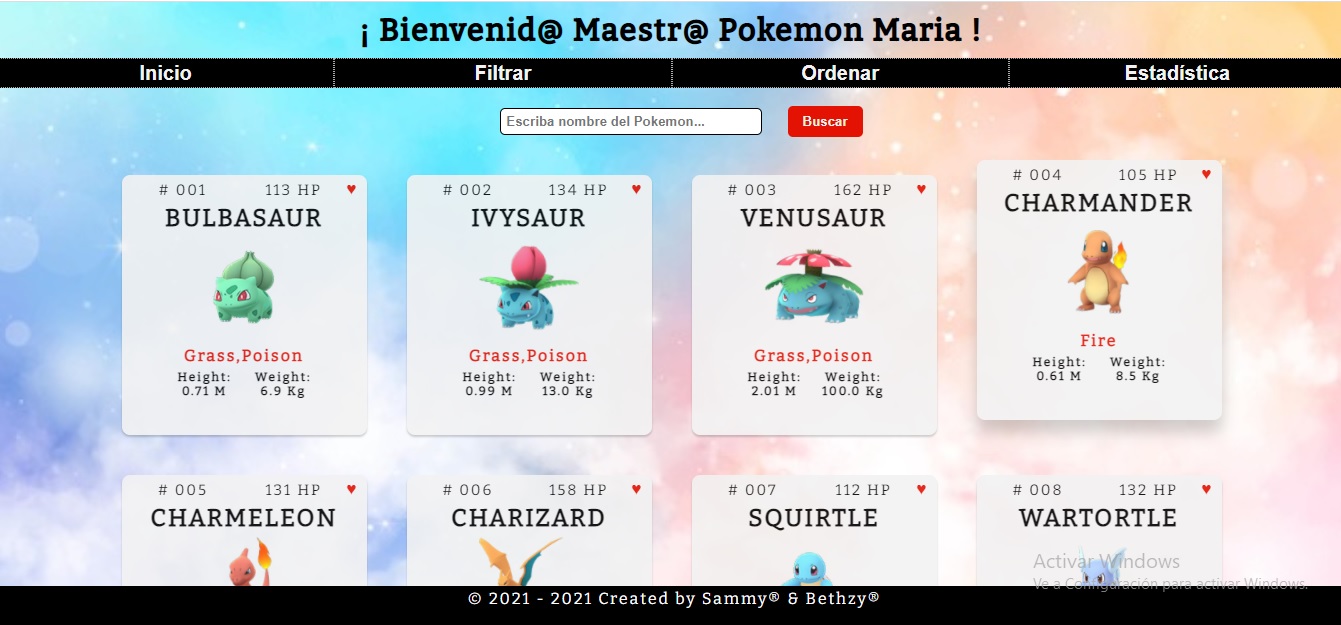 ¡ Bienvenid@ Maestr@ Pokemon Maria !
Inicio Filtrar Ordenar Estadística
Escriba nombre del Pokemon... Buscar
# 001 113 HP ♥
BULBASAUR
Grass,Poison
Height: Weight:
0.71 M 6.9 Kg
# 002 134 HP ♥
IVYSAUR
Grass,Poison
Height: Weight:
0.99 M 13.0 Kg
# 003 162 HP ♥
VENUSAUR
Grass,Poison
Height: Weight:
2.01 M 100.0 Kg
# 004 105 HP ♥
CHARMANDER
Fire
Height: Weight:
0.61 M 8.5 Kg
# 005 131 HP ♥
CHARMELEON
# 006 158 HP ♥
CHARIZARD
# 007 112 HP ♥
SQUIRTLE
# 008 132 HP ♥
WARTORTLE
Activar Windows
Ve a Configuración para activar Windows.
© 2021 - 2021 Created by Sammy® & Bethzy®